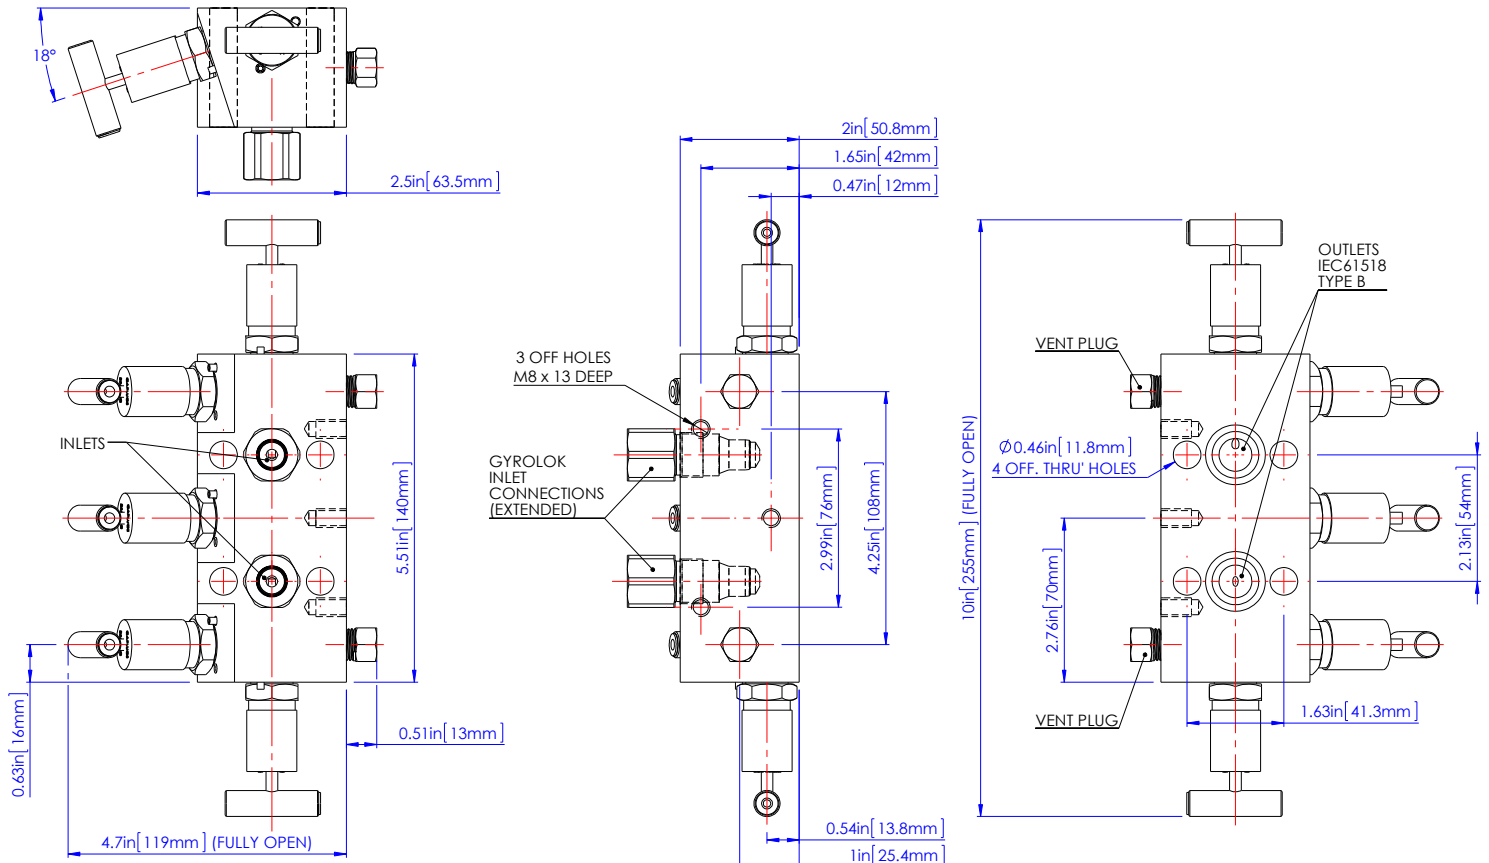 18°
2.5in[63.5mm]
2in[50.8mm]
1.65in[42mm]
0.47in[12mm]
INLETS
5.51in[140mm]
0.63in[16mm]
0.51in[13mm]
4.7in[119mm] (FULLY OPEN)
3 OFF HOLES
M8 x 13 DEEP
GYROLOK
INLET
CONNECTIONS
(EXTENDED)
2.99in[76mm]
4.25in[108mm]
0.54in[13.8mm]
1in[25.4mm]
OUTLETS
IEC61518
TYPE B
VENT PLUG
Ø0.46in[11.8mm]
4 OFF. THRU' HOLES
10in[255mm] (FULLY OPEN)
2.76in[70mm]
2.13in[54mm]
1.63in[41.3mm]
VENT PLUG